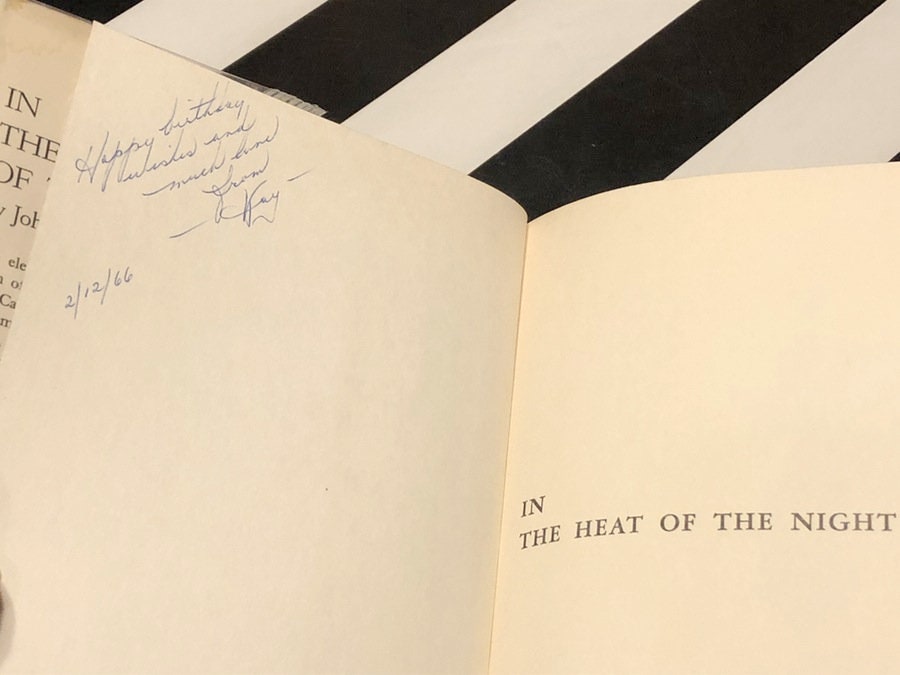 IN
THE
OF
Joh
ele
Ca
Happy birthday
wishes and
much love
from
Kay
2/12/66
IN
THE HEAT OF THE NIGHT